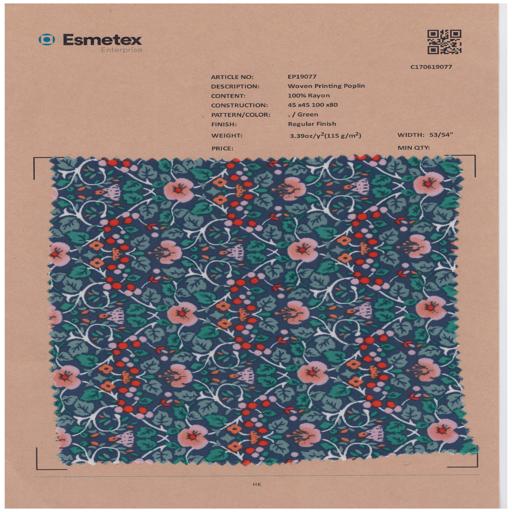 Esmetex
Enterprise
C170619077
ARTICLE NO: EP19077
DESCRIPTION: Woven Printing Poplin
CONTENT: 100% Rayon
CONSTRUCTION: 45 x45 100 x80
PATTERN/COLOR: . / Green
FINISH: Regular Finish
WEIGHT: 3.39oz/y²(115 g/m²) WIDTH: 53/54"
PRICE: MIN QTY:
HK